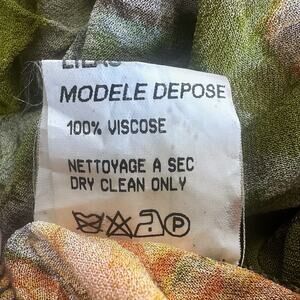 MODELE DEPOSE
100% VISCOSE
NETTOYAGE A SEC
DRY CLEAN ONLY
P